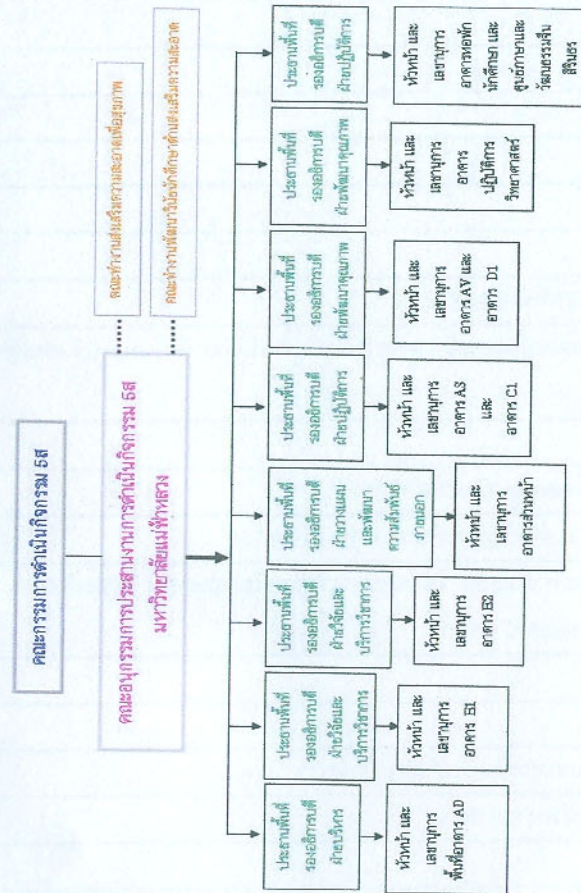 คณะกรรมการดำเนินกิจกรรม 5ส
คณะอนุกรรมการประสานงานการดำเนินกิจกรรม 5ส
มหาวิทยาลัยแม่ฟ้าหลวง
คณะทำงานส่งเสริมความสะอาดเพื่อสุขภาพ
คณะทำงานพัฒนาวินัยนักศึกษาด้านส่งเสริมความสะอาด
ประธานพื้นที่
รองอธิการบดี
ฝ่ายบริหาร
หัวหน้า และ
เลขานุการ
พื้นที่อาคาร AD
ประธานพื้นที่
รองอธิการบดี
ฝ่ายวิจัยและ
บริการวิชาการ
หัวหน้า และ
เลขานุการ
อาคาร E1
ประธานพื้นที่
รองอธิการบดี
ฝ่ายวิจัยและ
บริการวิชาการ
หัวหน้า และ
เลขานุการ
อาคาร E2
ประธานพื้นที่
รองอธิการบดี
ฝ่ายวางแผน
และพัฒนา
ความสัมพันธ์
ภายนอก
หัวหน้า และ
เลขานุการ
อาคารส่วนหน้า
ประธานพื้นที่
รองอธิการบดี
ฝ่ายปฏิบัติการ
หัวหน้า และ
เลขานุการ
อาคาร AS
และ
อาคาร C1
ประธานพื้นที่
รองอธิการบดี
ฝ่ายพัฒนาคุณภาพ
หัวหน้า และ
เลขานุการ
อาคาร AV และ
อาคาร D1
ประธานพื้นที่
รองอธิการบดี
ฝ่ายพัฒนาคุณภาพ
หัวหน้า และ
เลขานุการ
อาคาร
ปฏิบัติการ
วิทยาศาสตร์
ประธานพื้นที่
รองอธิการบดี
ฝ่ายปฏิบัติการ
หัวหน้า และ
เลขานุการ
อาคารหอพัก
นักศึกษา และ
ศูนย์ภาษาและ
วัฒนธรรมจีน
สิรินธร